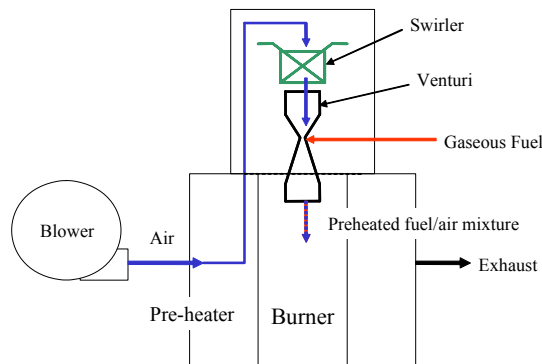 Swirler
Venturi
Gaseous Fuel
Blower
Air
Preheated fuel/air mixture
Exhaust
Pre-heater
Burner